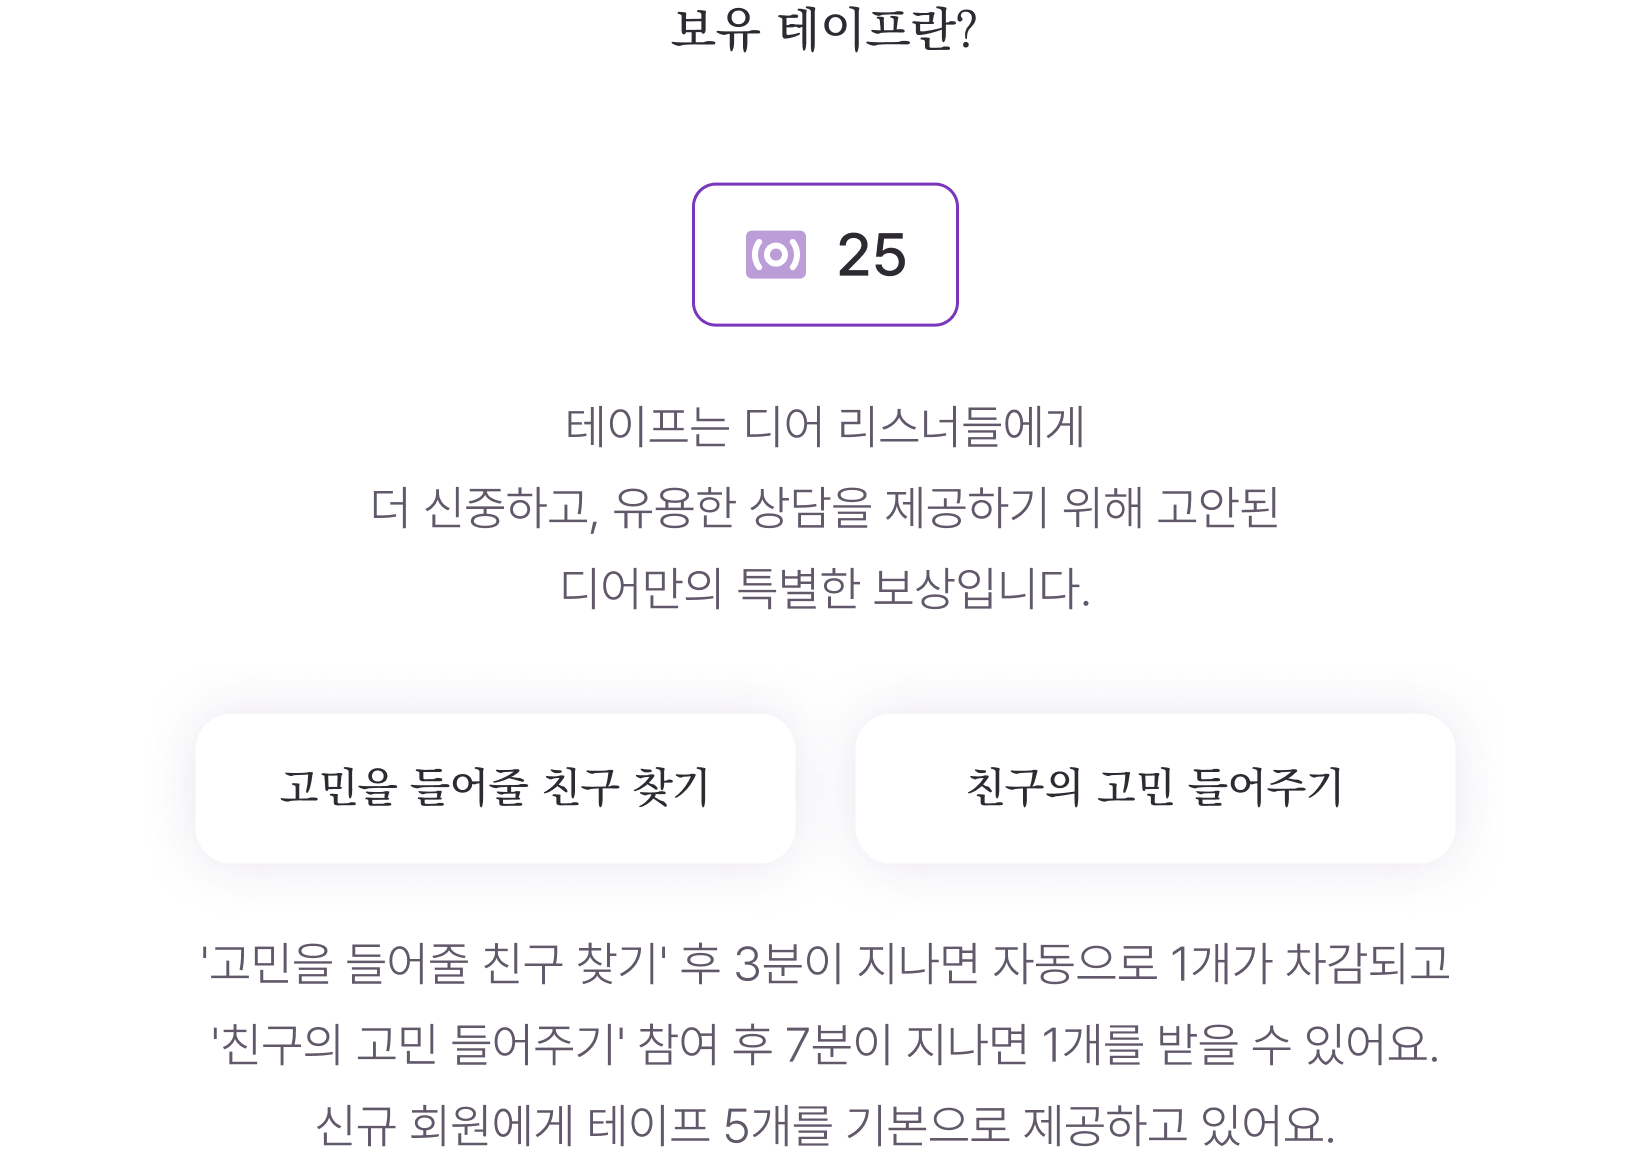 보유 테이프란?
25
테이프는 디어 리스너들에게
더 신중하고, 유용한 상담을 제공하기 위해 고안된
디어만의 특별한 보상입니다.
고민을 들어줄 친구 찾기
친구의 고민 들어주기
'고민을 들어줄 친구 찾기' 후 3분이 지나면 자동으로 1개가 차감되고
'친구의 고민 들어주기' 참여 후 7분이 지나면 1개를 받을 수 있어요.
신규 회원에게 테이프 5개를 기본으로 제공하고 있어요.